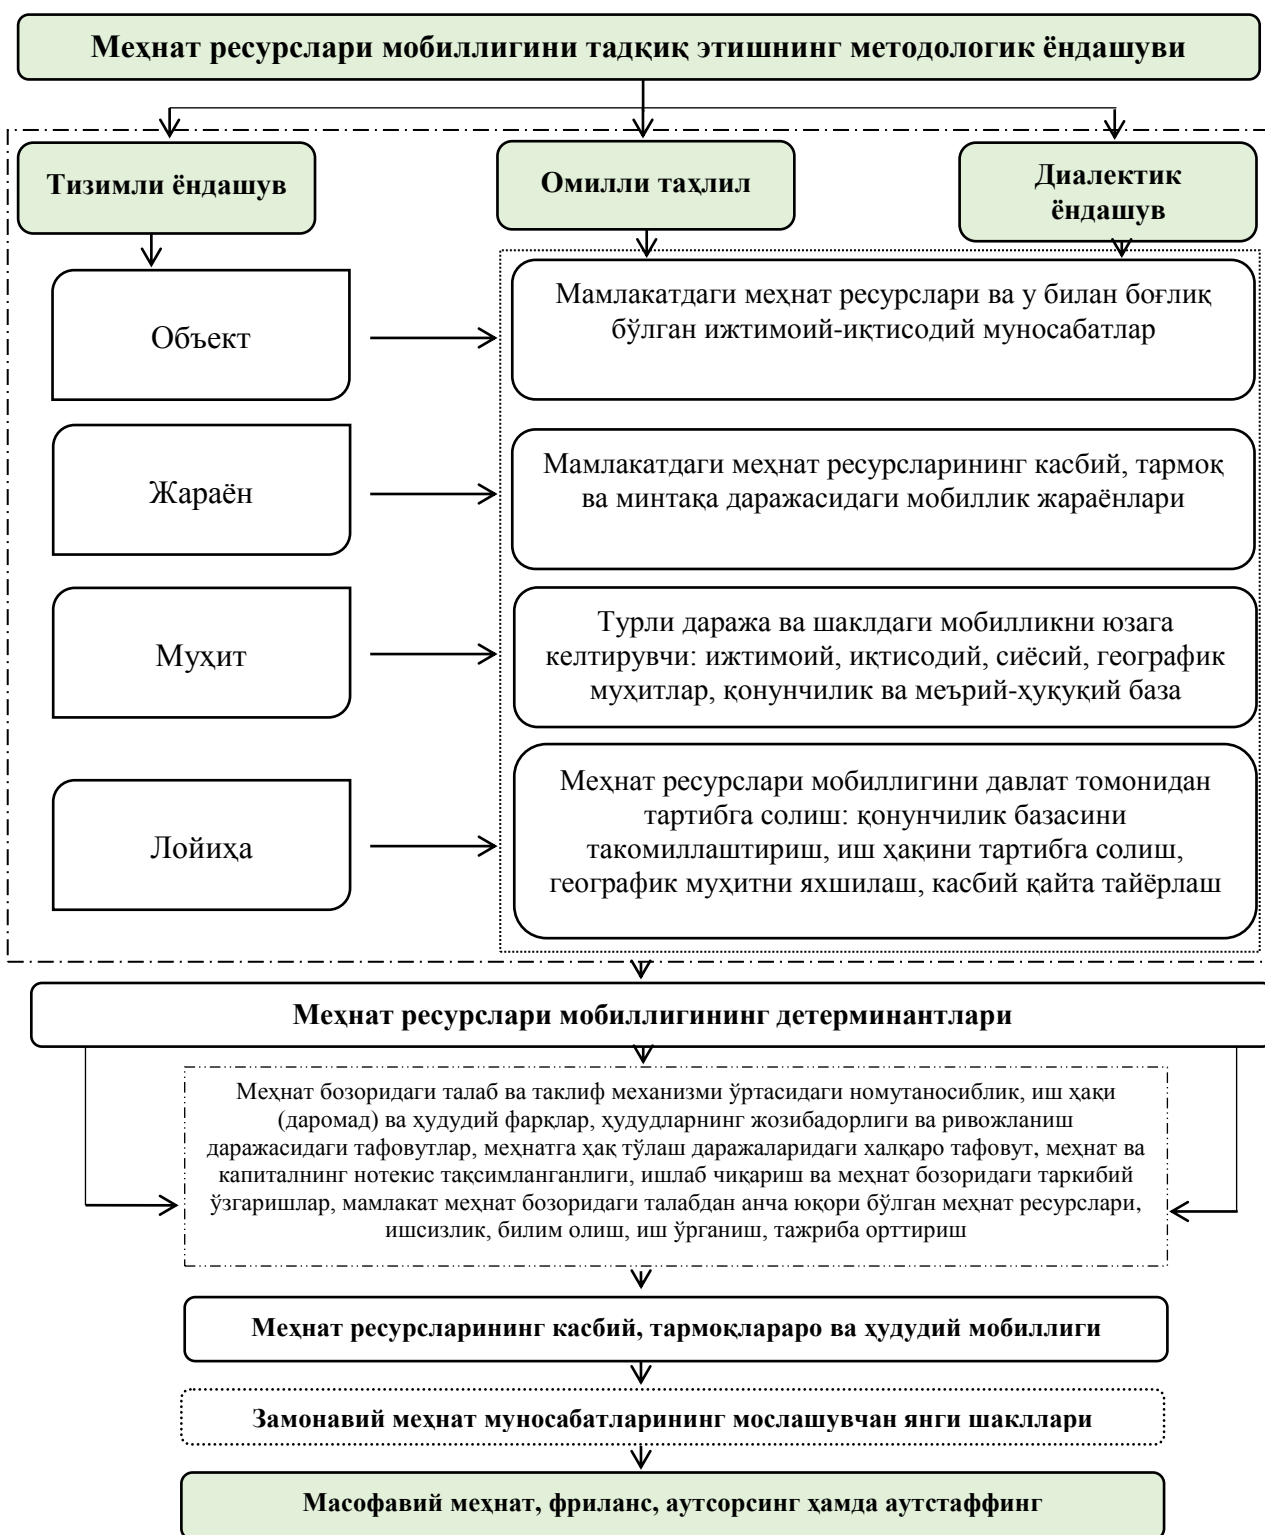 Меҳнат ресурслари мобиллигини тадқиқ этишнинг методологик ёндашуви
Тизимли ёндашув
Омилли таҳлил
Диалектик
ёндашув
Объект
Мамлакатдаги меҳнат ресурслари ва у билан боғлиқ
бўлган ижтимоий-иқтисодий муносабатлар
Жараён
Мамлакатдаги меҳнат ресурсларининг касбий, тармоқ
ва минтақа даражасидаги мобиллик жараёнлари
Муҳит
Турли даража ва шаклдаги мобилликни юзага
келтирувчи: ижтимоий, иқтисодий, сиёсий, географик
муҳитлар, қонунчилик ва меърий-ҳуқуқий база
Лойиҳа
Меҳнат ресурслари мобиллигини давлат томонидан
тартибга солиш: қонунчилик базасини
такомиллаштириш, иш ҳақини тартибга солиш,
географик муҳитни яхшилаш, касбий қайта тайёрлаш
Меҳнат ресурслари мобиллигининг детерминантлари
Меҳнат бозоридаги талаб ва таклиф механизми ўртасидаги номутаносиблик, иш ҳақи
(даромад) ва ҳудудий фарқлар, ҳудудларнинг жозибадорлиги ва ривожланиш
даражасидаги тафовутлар, меҳнатга ҳақ тўлаш даражаларидаги халқаро тафовут, меҳнат ва
капиталнинг нотекис тақсимланганлиги, ишлаб чиқариш ва меҳнат бозоридаги таркибий
ўзгаришлар, мамлакат меҳнат бозоридаги талабдан анча юқори бўлган меҳнат ресурслари,
ишсизлик, билим олиш, иш ўрганиш, тажриба орттириш
Меҳнат ресурсларининг касбий, тармоқлараро ва ҳудудий мобиллиги
Замонавий меҳнат муносабатларининг мослашувчан янги шакллари
Масофавий меҳнат, фриланс, аутсорсинг ҳамда аутстаффинг